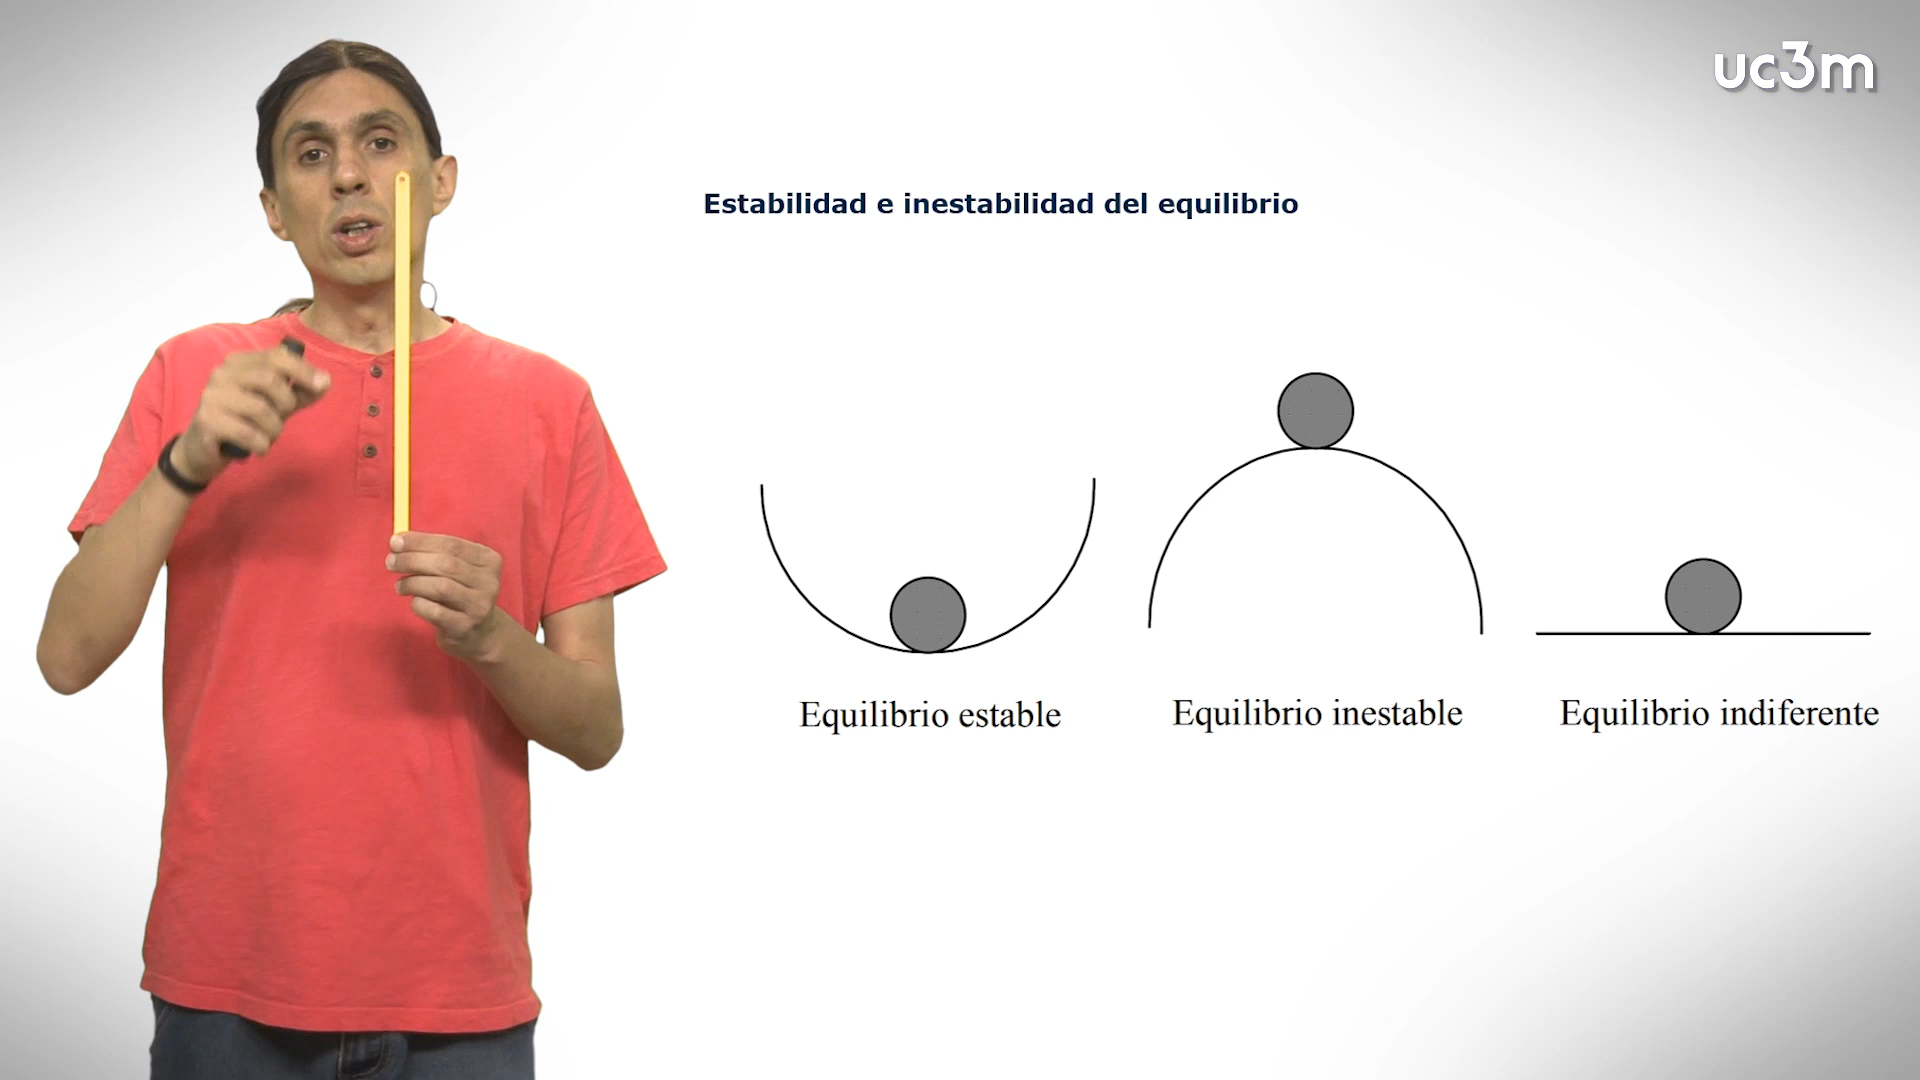 uc3m
Estabilidad e inestabilidad del equilibrio
Equilibrio estable
Equilibrio inestable
Equilibrio indiferente